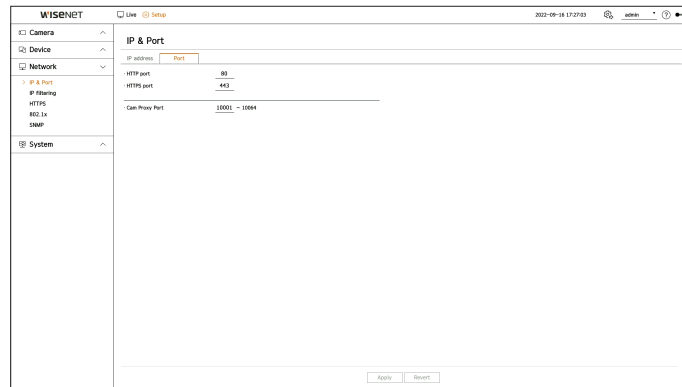 WISENET
Live Setup 2022-09-16 17:27:03 admin
Camera
Device
Network
IP & Port
IP filtering
HTTPS
802.1x
SNMP
System
IP & Port
IP address Port
· HTTP port 80
· HTTPS port 443
· Cam Proxy Port 10001 ~ 10064
Apply Revert